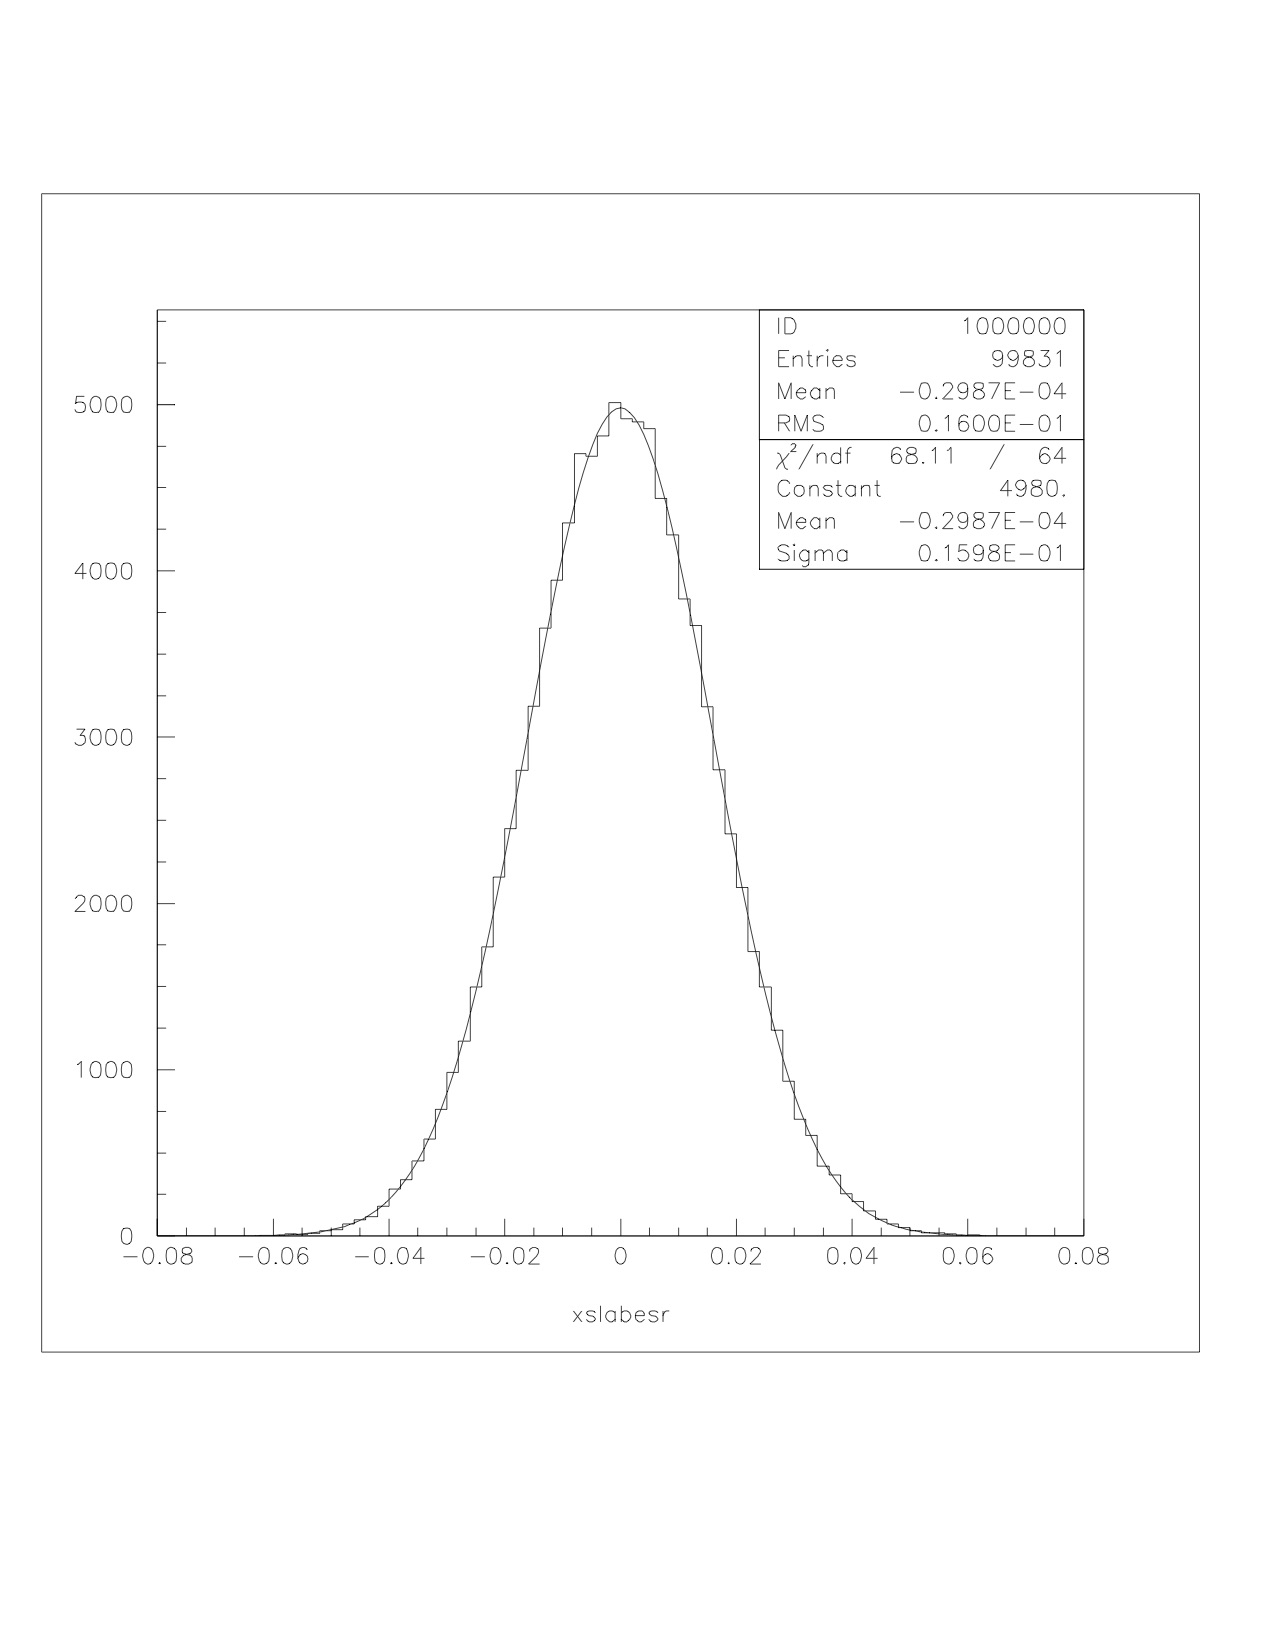 ID 1000000
Entries 99831
Mean −0.2987E−04
RMS 0.1600E−01
χ²/ndf 68.11 / 64
Constant 4980.
Mean −0.2987E−04
Sigma 0.1598E−01
5000
4000
3000
2000
1000
0
−0.08 −0.06 −0.04 −0.02 0 0.02 0.04 0.06 0.08
xslabesr